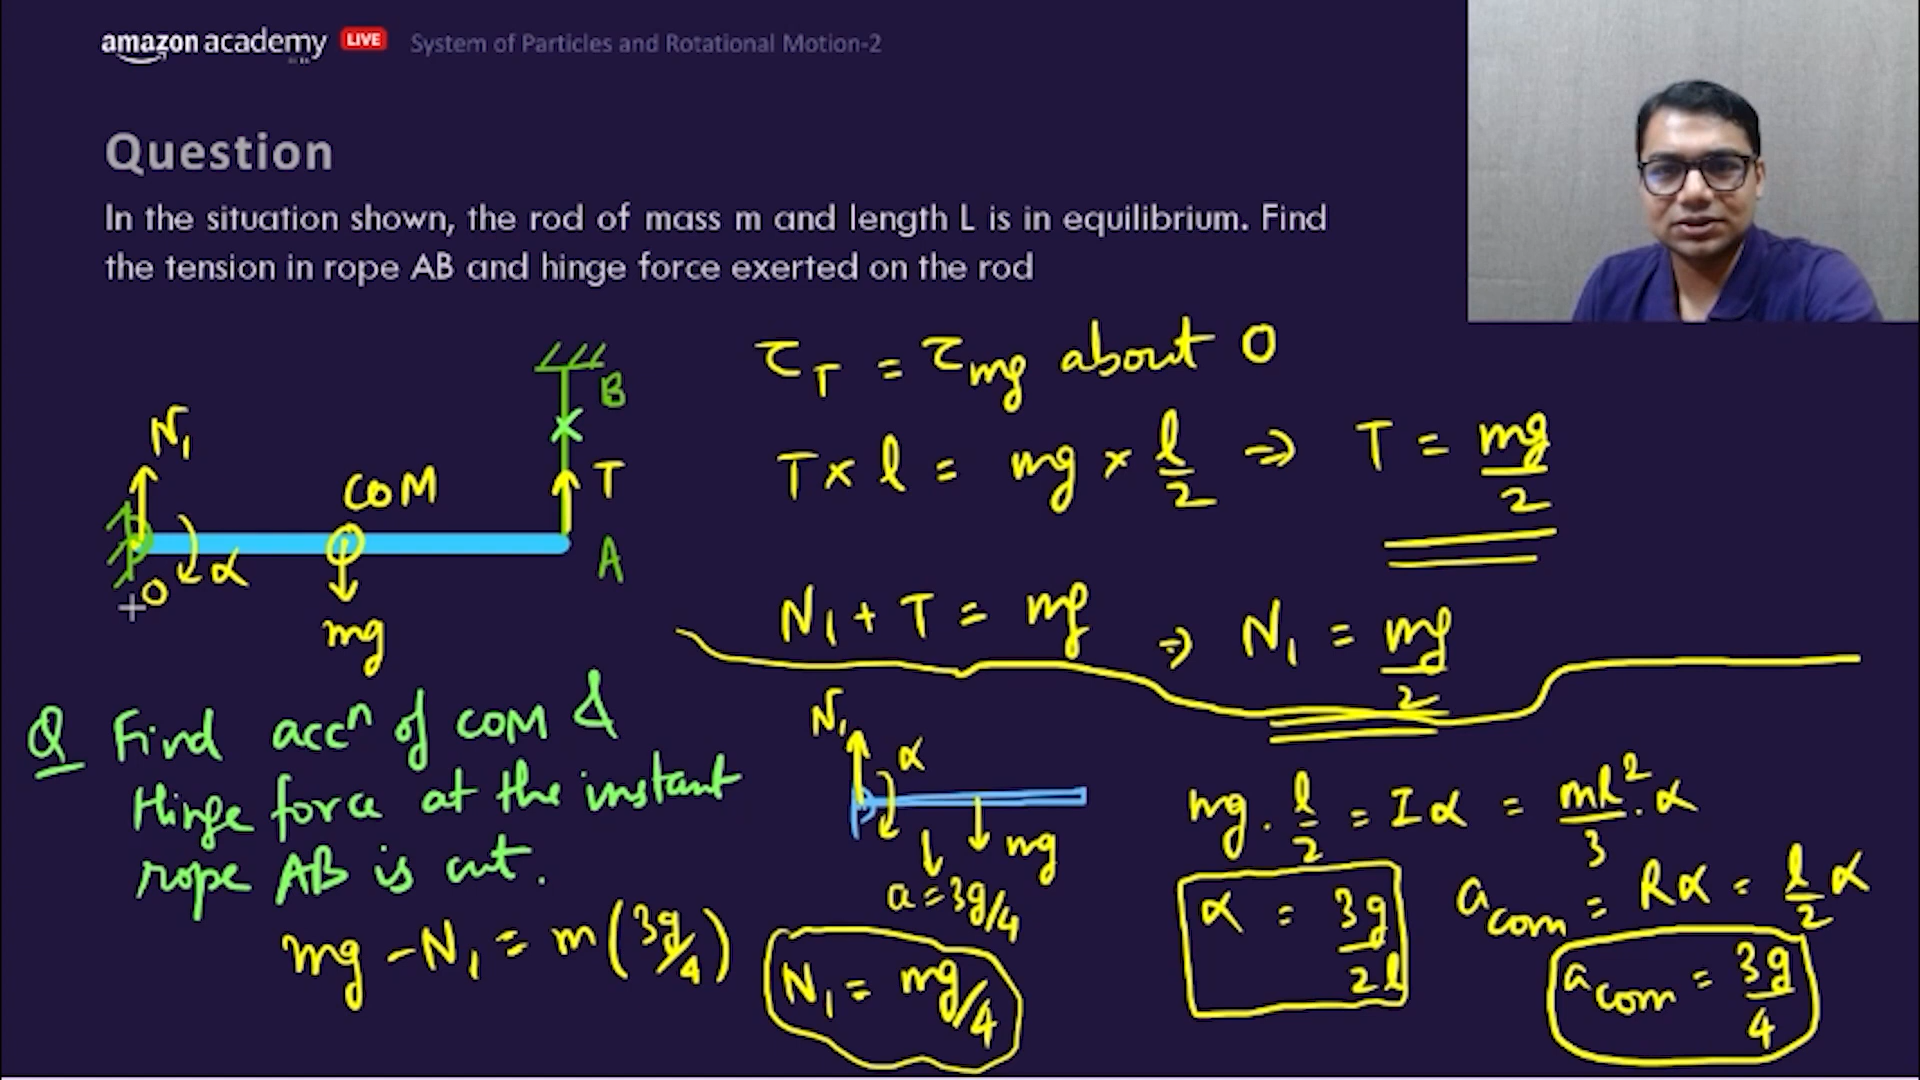 amazon academy LIVE System of Particles and Rotational Motion-2
Question
In the situation shown, the rod of mass m and length L is in equilibrium. Find
the tension in rope AB and hinge force exerted on the rod
τ_T = τ_mg about O
B
N₁
T × l = mg × l/2 ⇒ T = mg/2
COM
T
A
O
α
mg
N₁ + T = mg ⇒ N₁ = mg/2
Q Find accⁿ of COM &
Hinge force at the instant
rope AB is cut.
N₁
α
mg
a = 3g/4
mg . l/2 = Iα = ml²/3 . α
α = 3g/2l
a_com = Rα = l/2 α
mg - N₁ = m(3g/4)
N₁ = mg/4
a_com = 3g/4